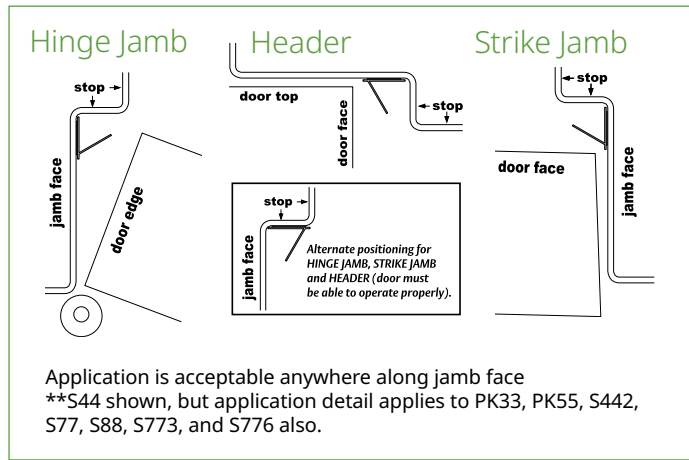 Hinge Jamb
stop
jamb face
door edge
Header
door top
door face
stop
Strike Jamb
stop
door face
jamb face
stop
jamb face
Alternate positioning for
HINGE JAMB, STRIKE JAMB
and HEADER (door must
be able to operate properly).
Application is acceptable anywhere along jamb face
**S44 shown, but application detail applies to PK33, PK55, S442,
S77, S88, S773, and S776 also.